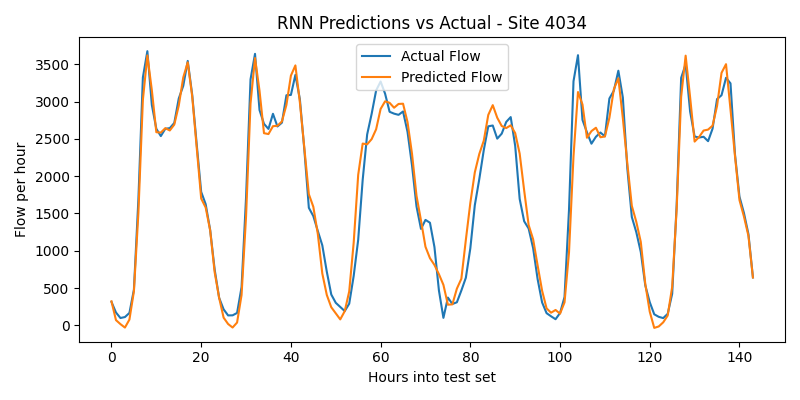 RNN Predictions vs Actual - Site 4034
Actual Flow
Predicted Flow
Flow per hour
3500
3000
2500
2000
1500
1000
500
0
0 20 40 60 80 100 120 140
Hours into test set